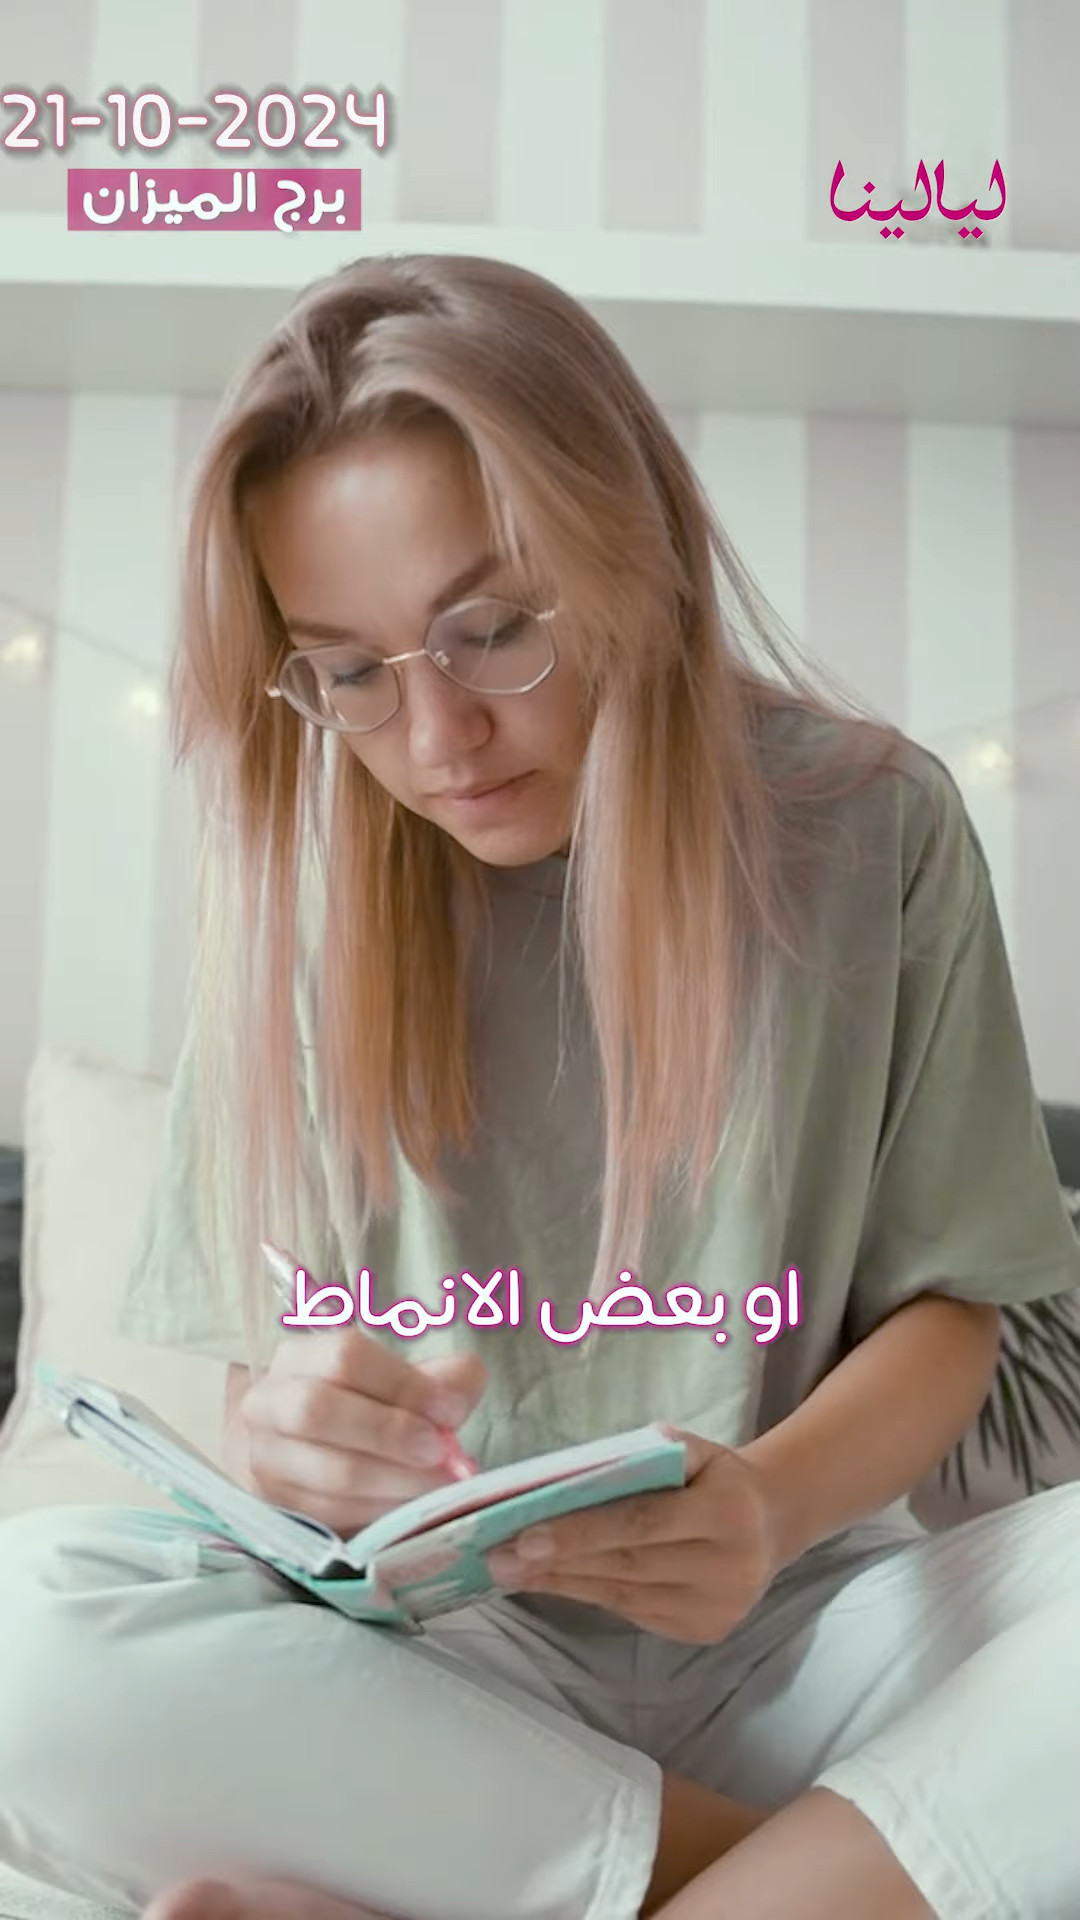 21-10-2024
برج الميزان
ليالينا
او بعض الانماط